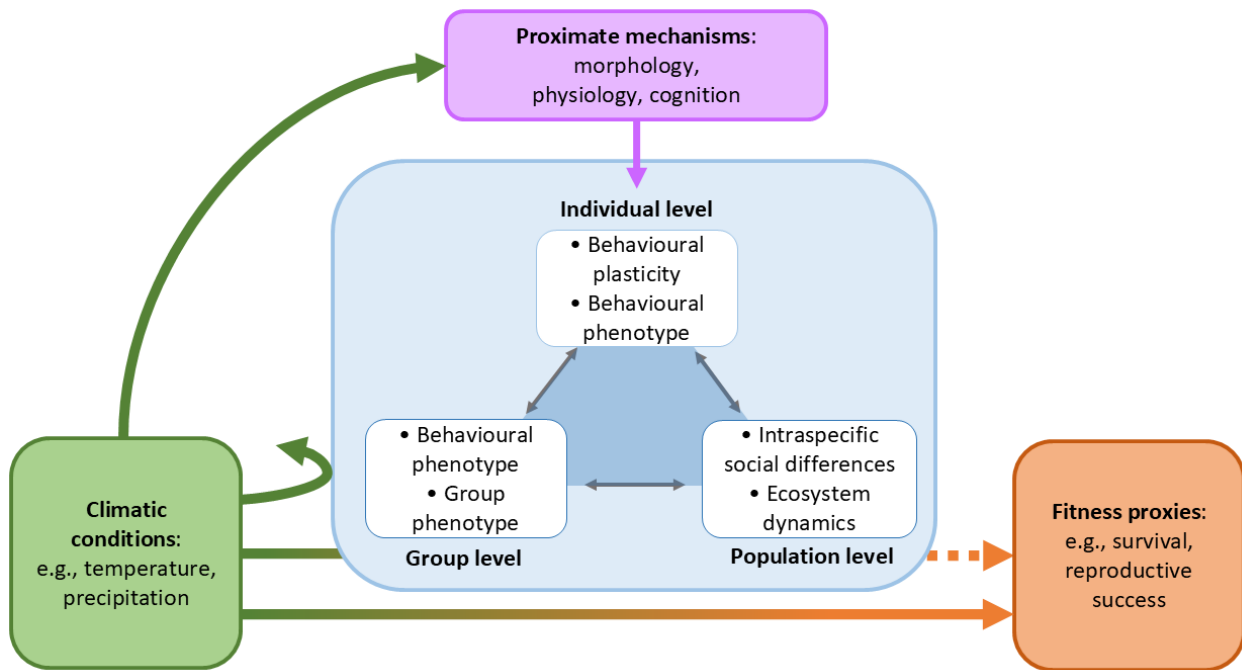 Proximate mechanisms:
morphology,
physiology, cognition
Individual level
• Behavioural
plasticity
• Behavioural
phenotype
• Behavioural
phenotype
• Group
phenotype
Group level
• Intraspecific
social differences
• Ecosystem
dynamics
Population level
Climatic
conditions:
e.g., temperature,
precipitation
Fitness proxies:
e.g., survival,
reproductive
success